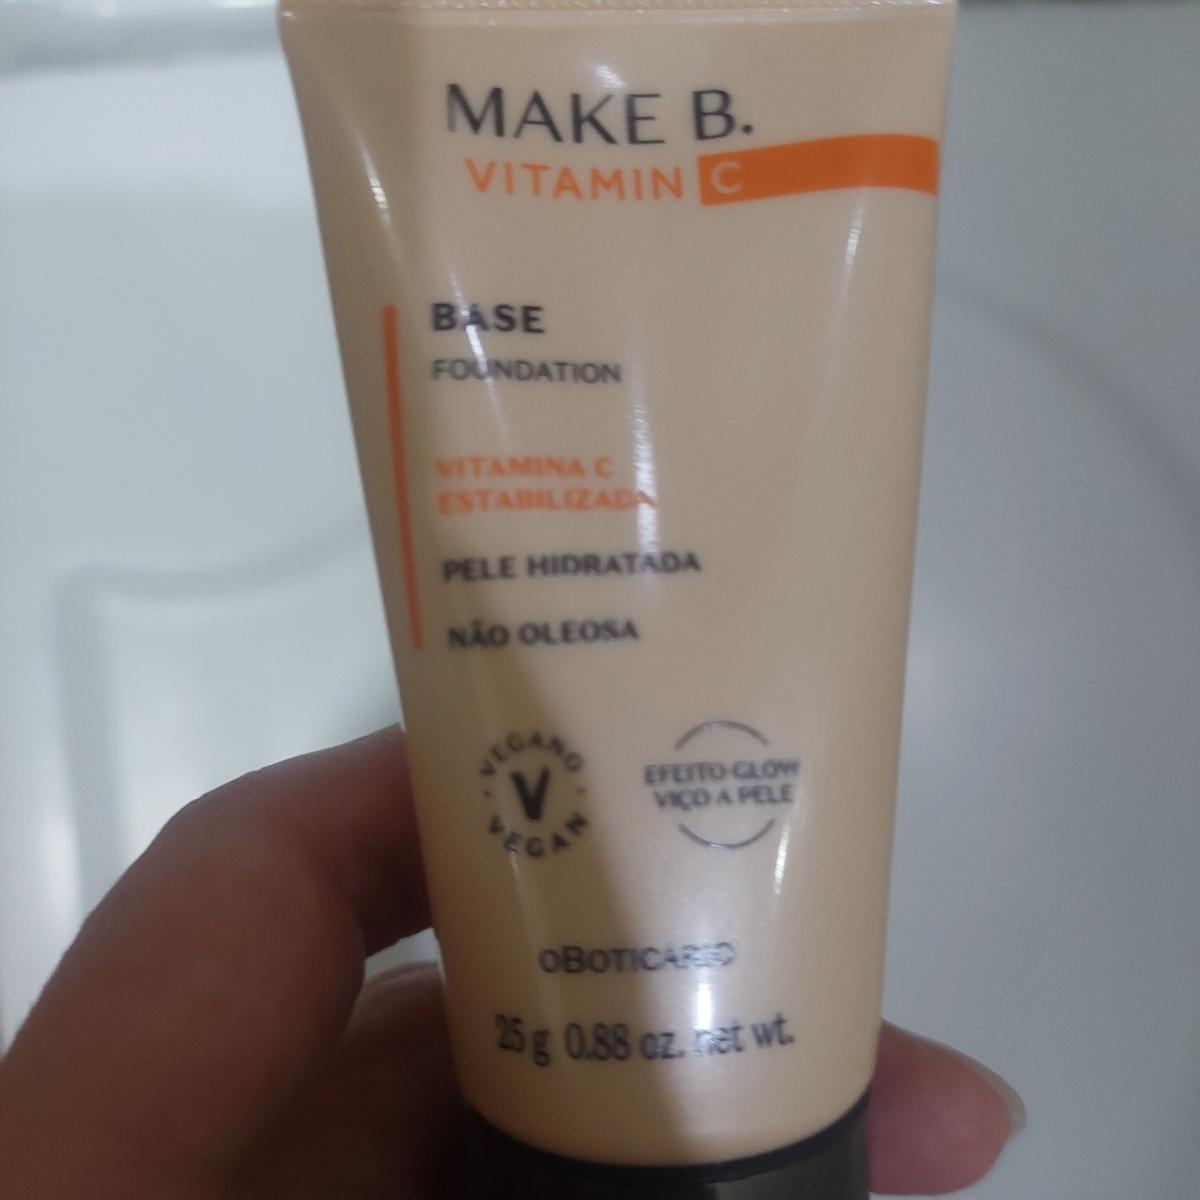 MAKE B.
VITAMIN C
BASE
FOUNDATION
VITAMINA C
ESTABILIZADA
PELE HIDRATADA
NÃO OLEOSA
VEGANO
V
VEGAN
EFEITO GLOW
VIÇO A PELE
oBOTICARIO
25 g 0.88 oz. net wt.